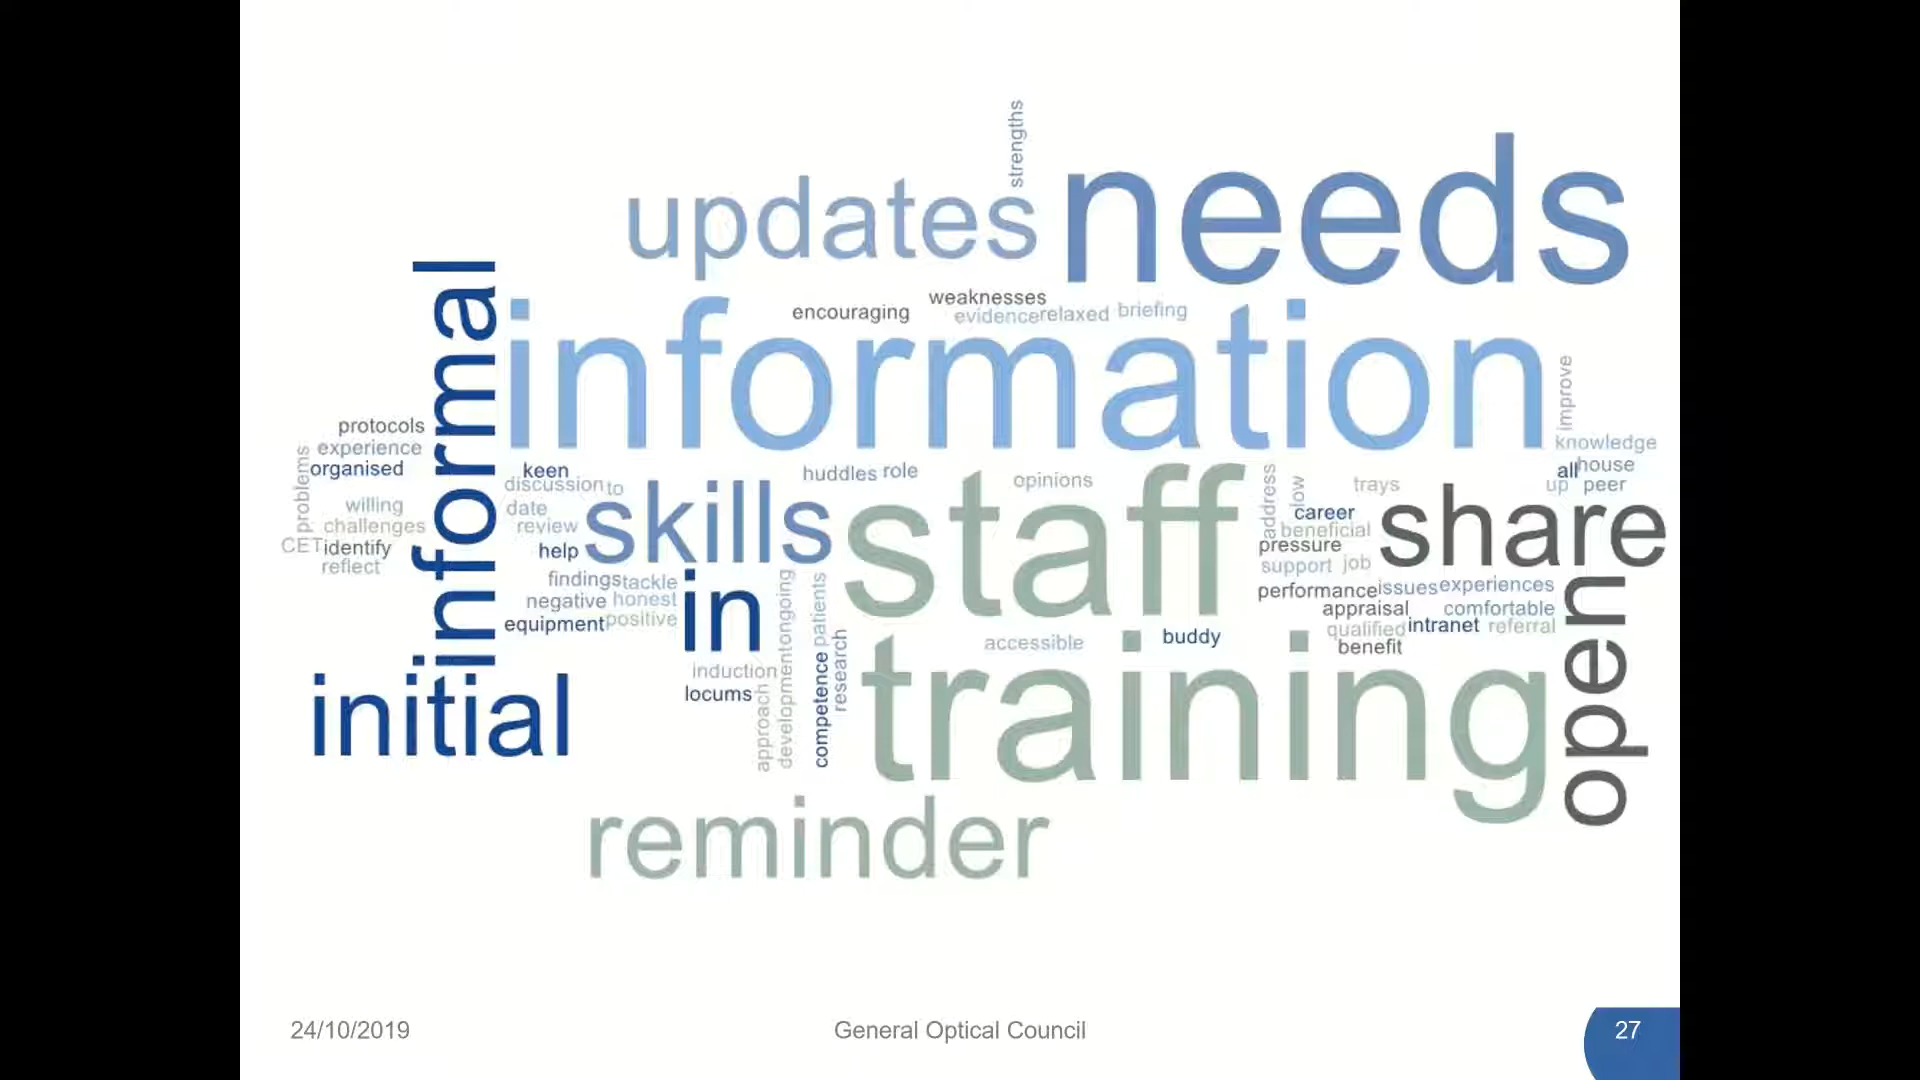 strengths
updates
needs
weaknesses
encouraging
evidence
relaxed
briefing
informal
information
improve
protocols
experience
organised
problems
willing
challenges
CET
identify
reflect
keen
discussion
to
date
review
help
skills
huddles
role
opinions
staff
address
low
career
beneficial
pressure
support
job
trays
share
knowledge
all
house
up
peer
findings
tackle
negative
honest
equipment
positive
in
ongoing
development
patients
performance
issues
experiences
appraisal
comfortable
qualified
intranet
referral
benefit
open
accessible
buddy
induction
locums
approach
competence
research
training
initial
reminder
24/10/2019
General Optical Council
27